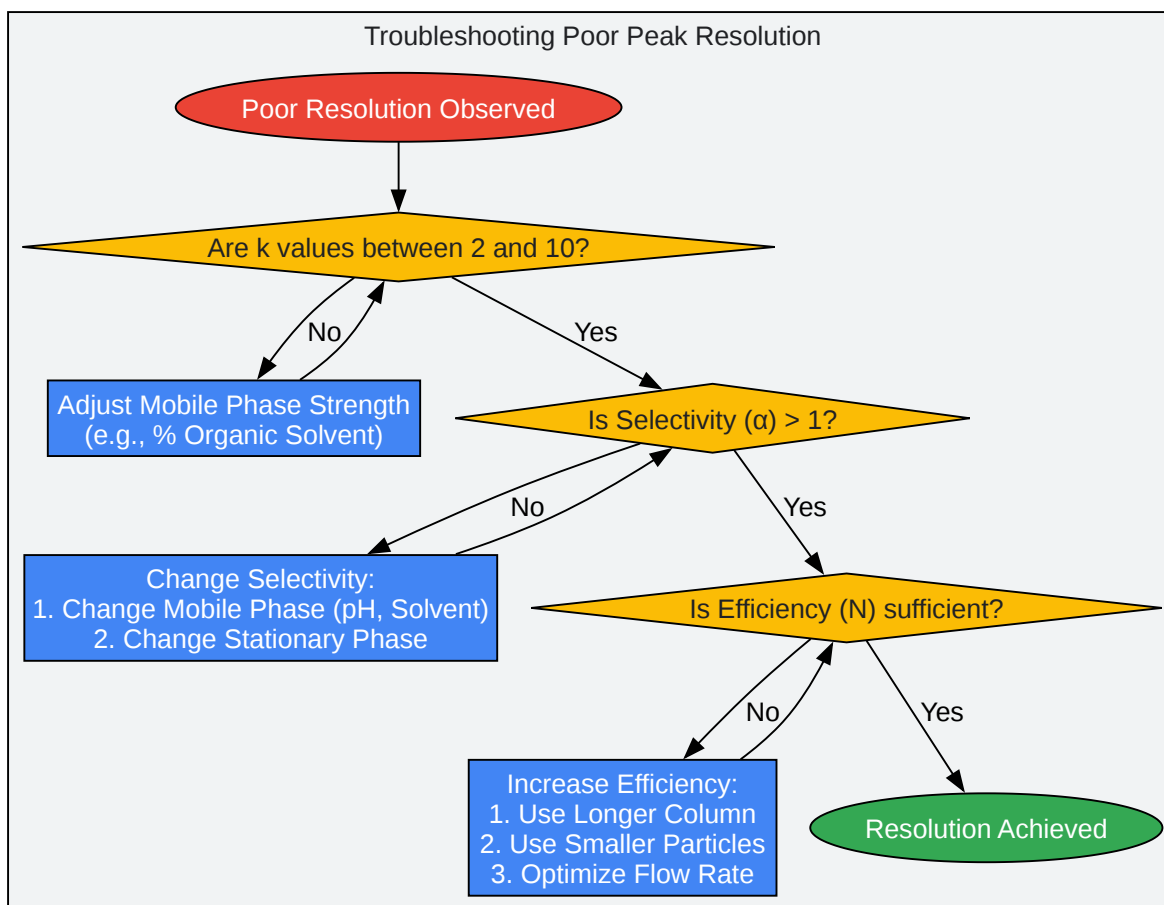 Troubleshooting Poor Peak Resolution
Poor Resolution Observed
Are k values between 2 and 10?
No
Yes
Adjust Mobile Phase Strength
(e.g., % Organic Solvent)
Is Selectivity (α) > 1?
No
Yes
Change Selectivity:
1. Change Mobile Phase (pH, Solvent)
2. Change Stationary Phase
Is Efficiency (N) sufficient?
No
Yes
Increase Efficiency:
1. Use Longer Column
2. Use Smaller Particles
3. Optimize Flow Rate
Resolution Achieved